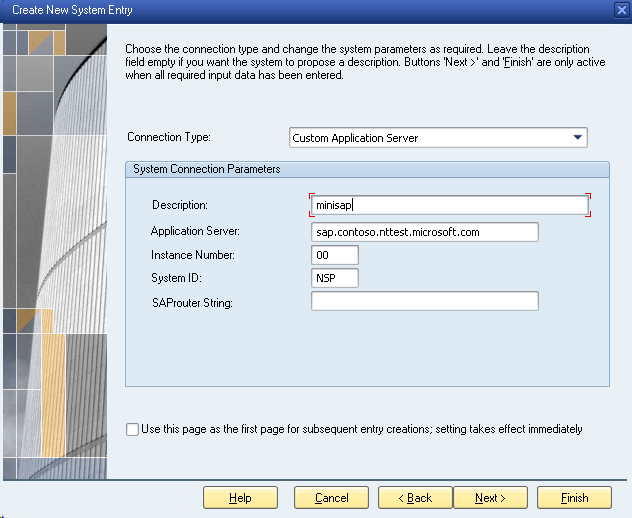 Create New System Entry
Choose the connection type and change the system parameters as required. Leave the description
field empty if you want the system to propose a description. Buttons 'Next >' and 'Finish' are only active
when all required input data has been entered.
Connection Type: Custom Application Server
System Connection Parameters
Description: minisap
Application Server: sap.contoso.nttest.microsoft.com
Instance Number: 00
System ID: NSP
SAProuter String:
Use this page as the first page for subsequent entry creations; setting takes effect immediately
Help Cancel < Back Next > Finish